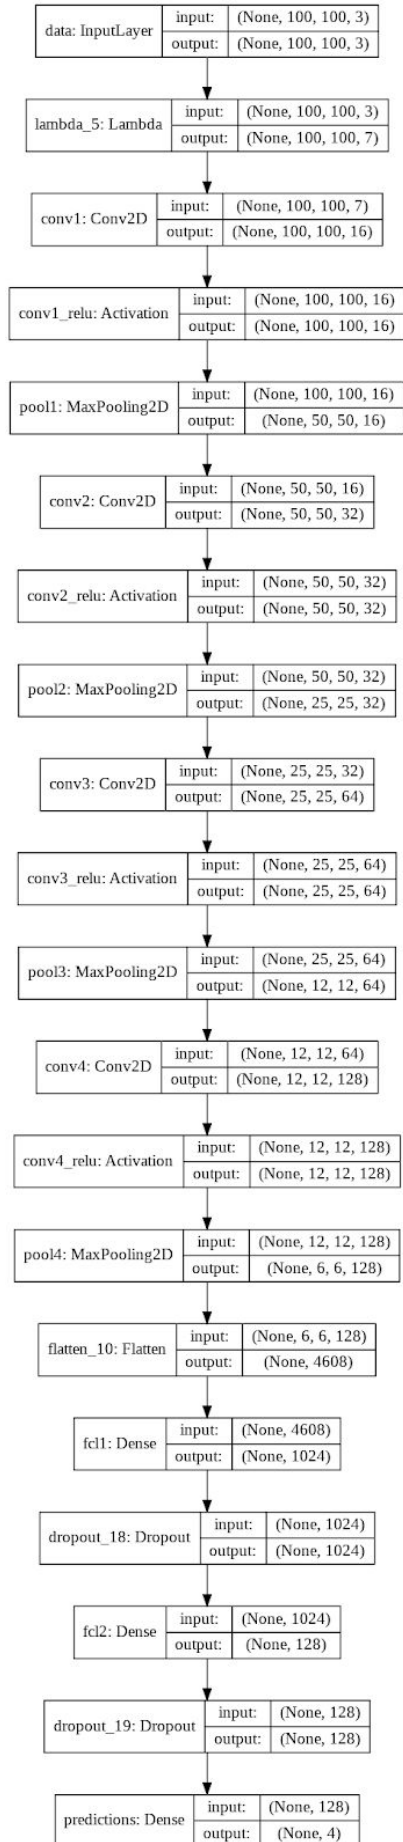 data: InputLayer
input: (None, 100, 100, 3)
output: (None, 100, 100, 3)
lambda_5: Lambda
input: (None, 100, 100, 3)
output: (None, 100, 100, 7)
conv1: Conv2D
input: (None, 100, 100, 7)
output: (None, 100, 100, 16)
conv1_relu: Activation
input: (None, 100, 100, 16)
output: (None, 100, 100, 16)
pool1: MaxPooling2D
input: (None, 100, 100, 16)
output: (None, 50, 50, 16)
conv2: Conv2D
input: (None, 50, 50, 16)
output: (None, 50, 50, 32)
conv2_relu: Activation
input: (None, 50, 50, 32)
output: (None, 50, 50, 32)
pool2: MaxPooling2D
input: (None, 50, 50, 32)
output: (None, 25, 25, 32)
conv3: Conv2D
input: (None, 25, 25, 32)
output: (None, 25, 25, 64)
conv3_relu: Activation
input: (None, 25, 25, 64)
output: (None, 25, 25, 64)
pool3: MaxPooling2D
input: (None, 25, 25, 64)
output: (None, 12, 12, 64)
conv4: Conv2D
input: (None, 12, 12, 64)
output: (None, 12, 12, 128)
conv4_relu: Activation
input: (None, 12, 12, 128)
output: (None, 12, 12, 128)
pool4: MaxPooling2D
input: (None, 12, 12, 128)
output: (None, 6, 6, 128)
flatten_10: Flatten
input: (None, 6, 6, 128)
output: (None, 4608)
fcl1: Dense
input: (None, 4608)
output: (None, 1024)
dropout_18: Dropout
input: (None, 1024)
output: (None, 1024)
fcl2: Dense
input: (None, 1024)
output: (None, 128)
dropout_19: Dropout
input: (None, 128)
output: (None, 128)
predictions: Dense
input: (None, 128)
output: (None, 4)